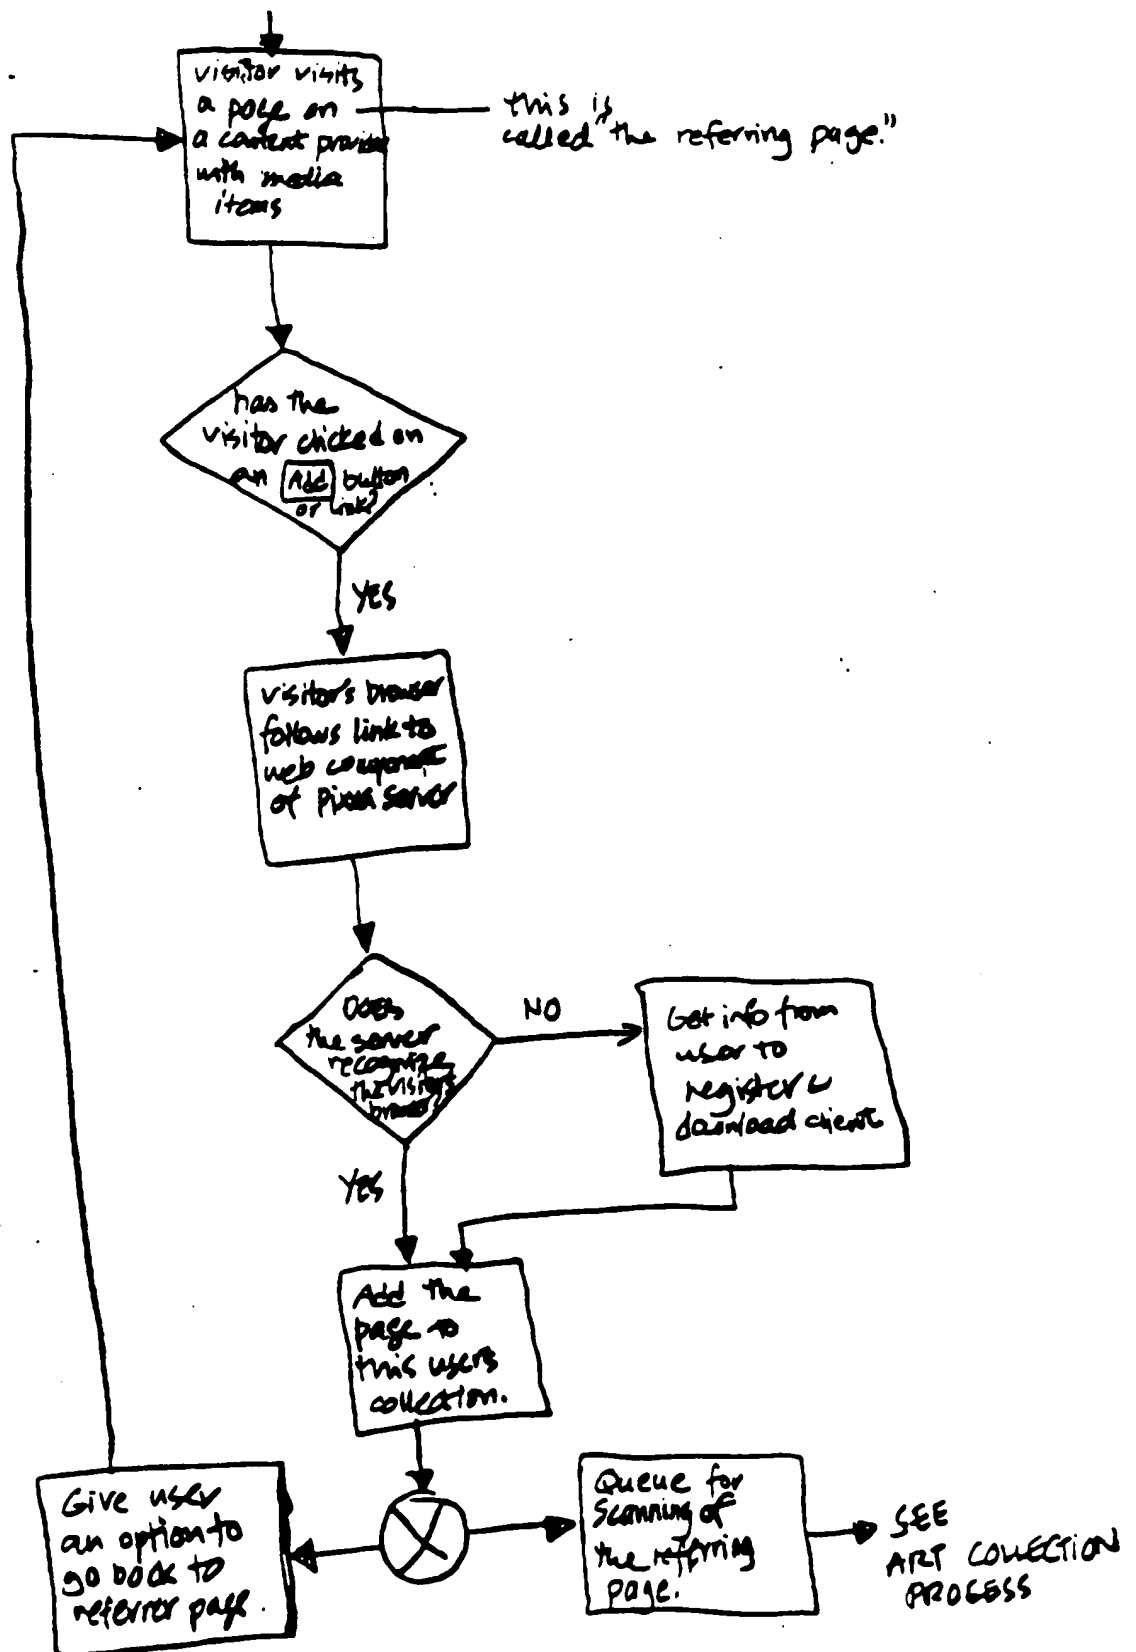 visitor visits
a page on
a content provider
with media
items
this is
called "the referring page."
has the
visitor clicked on
an Add button
or link?
YES
visitor's browser
follows link to
web component
of Pixxa server
Does
the server
recognize
the visitor's
browser?
NO
Get info from
user to
register &
download client
YES
Add the
page to
this users
collection.
Give user
an option to
go back to
referrer page
Queue for
scanning of
the referring
page.
SEE
ART COLLECTION
PROCESS